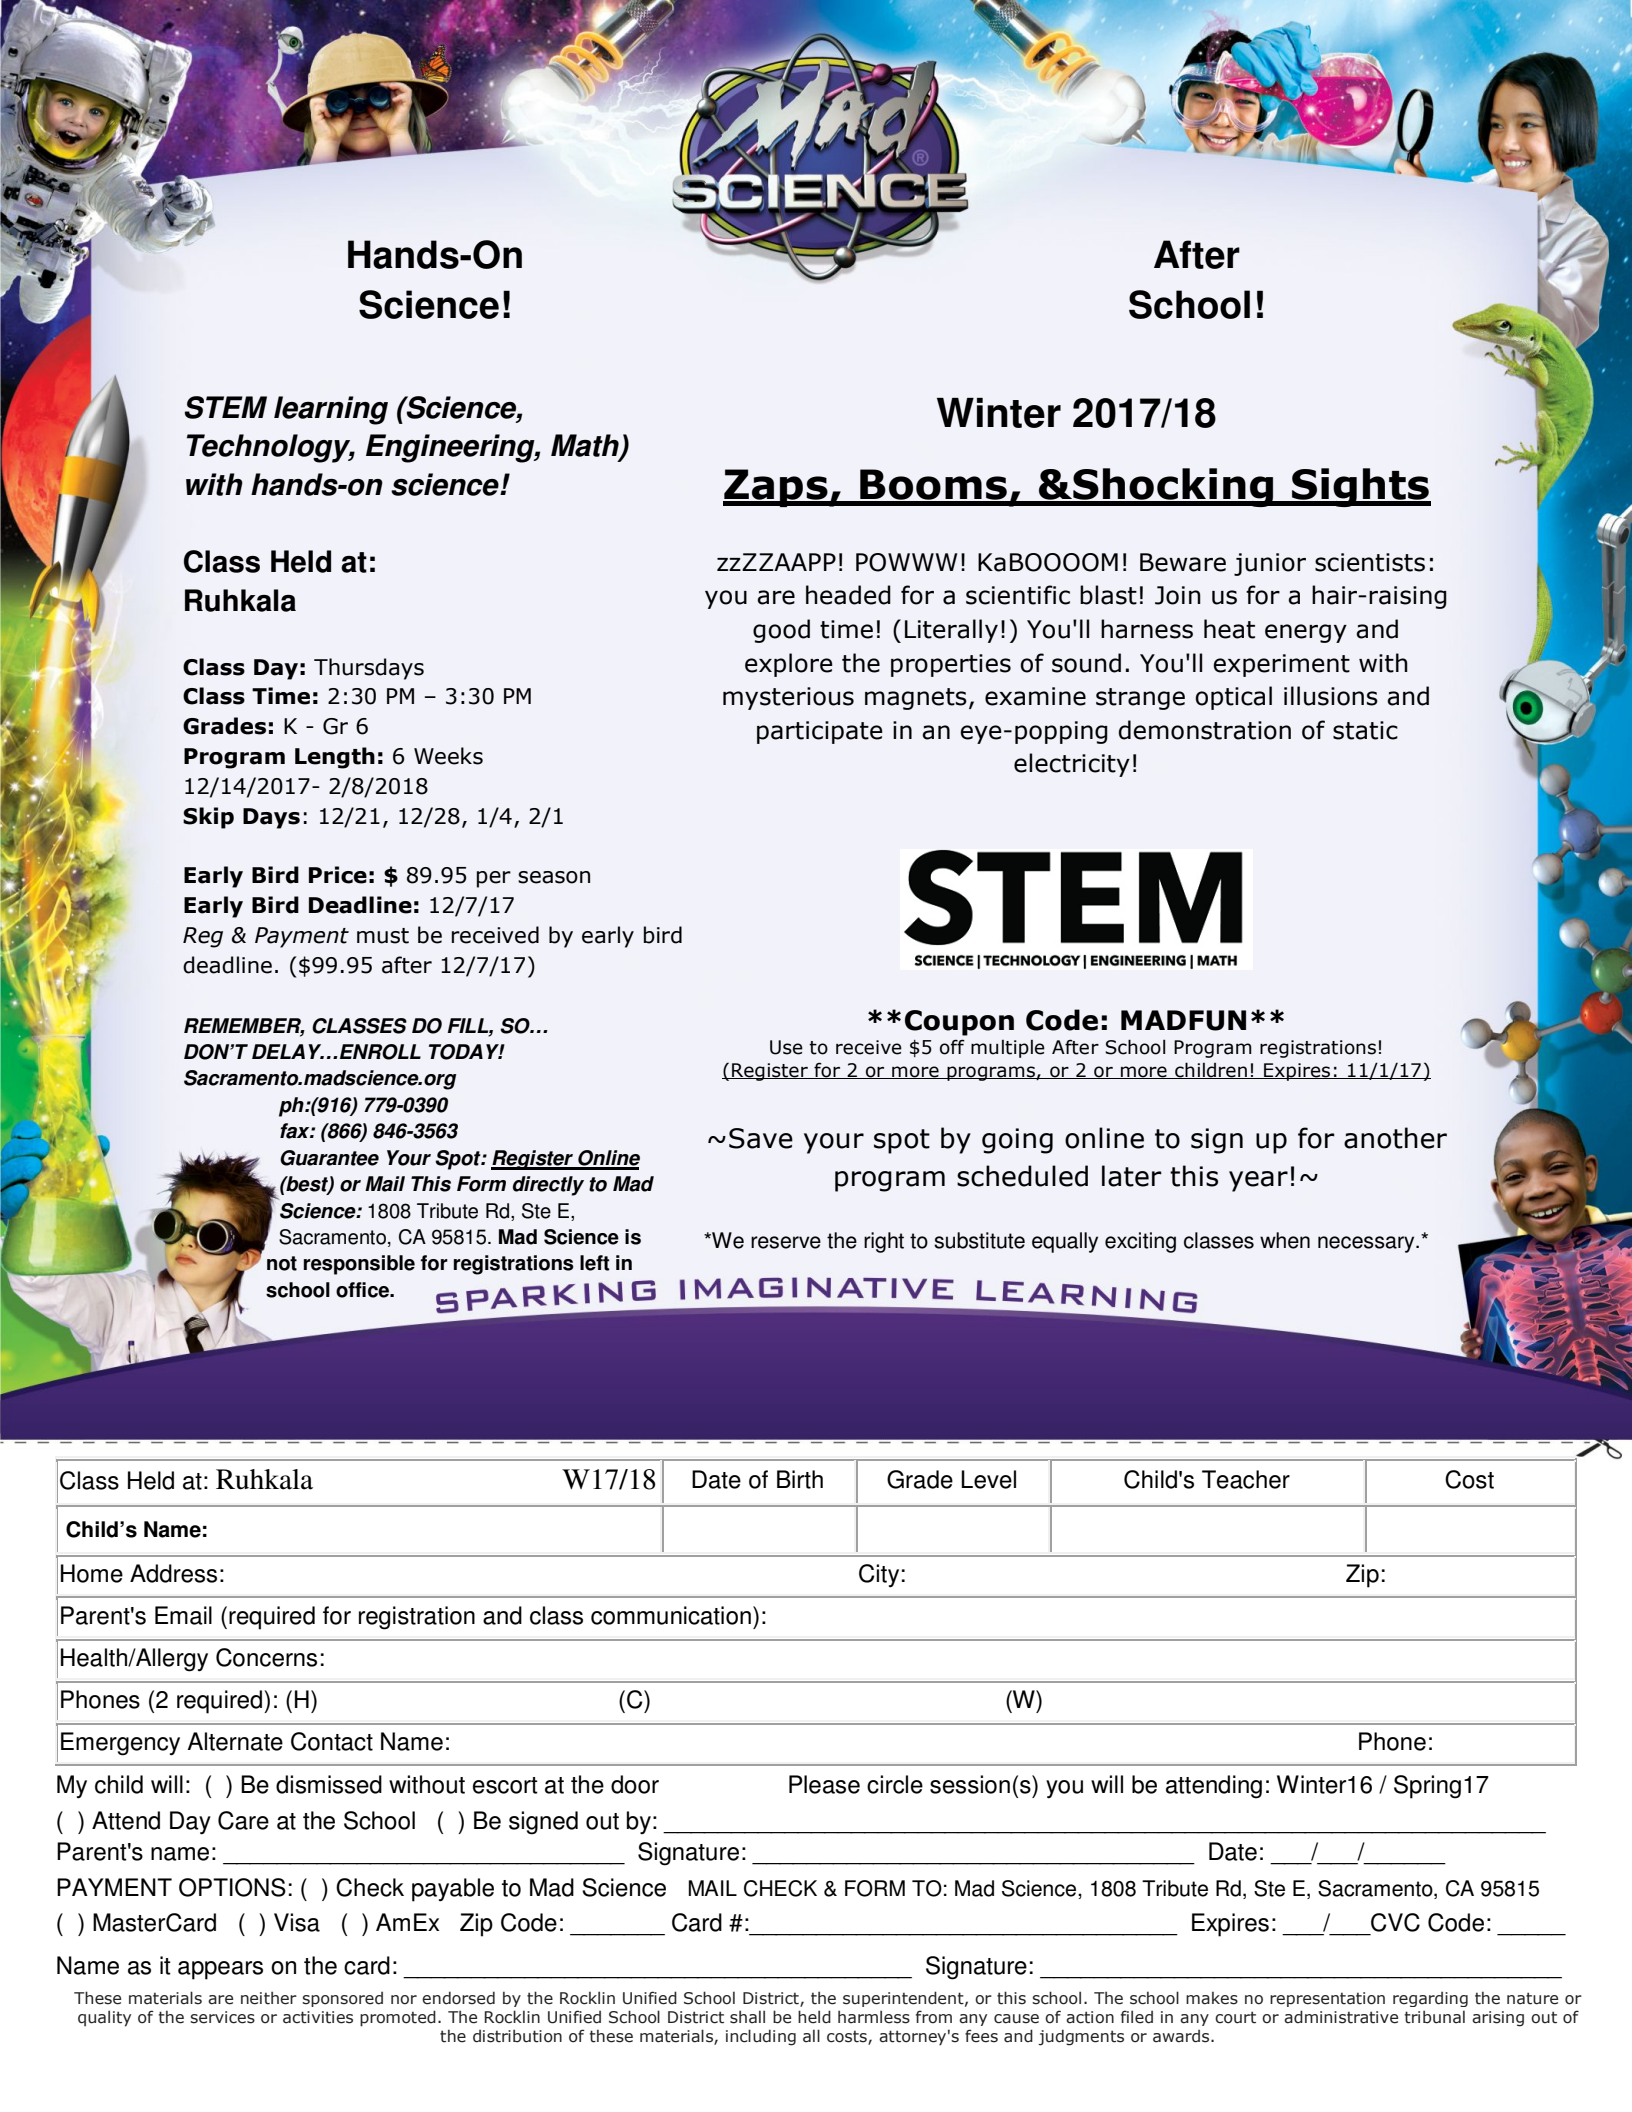 Mad
SCIENCE
®
Hands-On
Science!
After
School!
STEM learning (Science,
Technology, Engineering, Math)
with hands-on science!
Class Held at:
Ruhkala
Class Day: Thursdays
Class Time: 2:30 PM – 3:30 PM
Grades: K - Gr 6
Program Length: 6 Weeks
12/14/2017- 2/8/2018
Skip Days: 12/21, 12/28, 1/4, 2/1
Early Bird Price: $ 89.95 per season
Early Bird Deadline: 12/7/17
Reg & Payment must be received by early bird
deadline. ($99.95 after 12/7/17)
REMEMBER, CLASSES DO FILL, SO…
DON'T DELAY…ENROLL TODAY!
Sacramento.madscience.org
ph:(916) 779-0390
fax: (866) 846-3563
Guarantee Your Spot: Register Online
(best) or Mail This Form directly to Mad
Science: 1808 Tribute Rd, Ste E,
Sacramento, CA 95815. Mad Science is
not responsible for registrations left in
school office.
Winter 2017/18
Zaps, Booms, &Shocking Sights
zzZZAAPP! POWWW! KaBOOOOM! Beware junior scientists:
you are headed for a scientific blast! Join us for a hair-raising
good time! (Literally!) You'll harness heat energy and
explore the properties of sound. You'll experiment with
mysterious magnets, examine strange optical illusions and
participate in an eye-popping demonstration of static
electricity!
STEM
SCIENCE | TECHNOLOGY | ENGINEERING | MATH
**Coupon Code: MADFUN**
Use to receive $5 off multiple After School Program registrations!
(Register for 2 or more programs, or 2 or more children! Expires: 11/1/17)
~Save your spot by going online to sign up for another
program scheduled later this year!~
*We reserve the right to substitute equally exciting classes when necessary.*
SPARKING IMAGINATIVE LEARNING
Class Held at: Ruhkala W17/18 Date of Birth Grade Level Child's Teacher Cost
Child's Name:
Home Address: City: Zip:
Parent's Email (required for registration and class communication):
Health/Allergy Concerns:
Phones (2 required): (H) (C) (W)
Emergency Alternate Contact Name: Phone:
My child will: ( ) Be dismissed without escort at the door Please circle session(s) you will be attending: Winter16 / Spring17
( ) Attend Day Care at the School ( ) Be signed out by: ____________________
Parent's name: ____________________ Signature: ____________________ Date: ___/___/______
PAYMENT OPTIONS: ( ) Check payable to Mad Science MAIL CHECK & FORM TO: Mad Science, 1808 Tribute Rd, Ste E, Sacramento, CA 95815
( ) MasterCard ( ) Visa ( ) AmEx Zip Code: _______ Card #:____________________ Expires: ___/___CVC Code: _____
Name as it appears on the card: ____________________ Signature: ____________________
These materials are neither sponsored nor endorsed by the Rocklin Unified School District, the superintendent, or this school. The school makes no representation regarding the nature or
quality of the services or activities promoted. The Rocklin Unified School District shall be held harmless from any cause of action filed in any court or administrative tribunal arising out of
the distribution of these materials, including all costs, attorney's fees and judgments or awards.